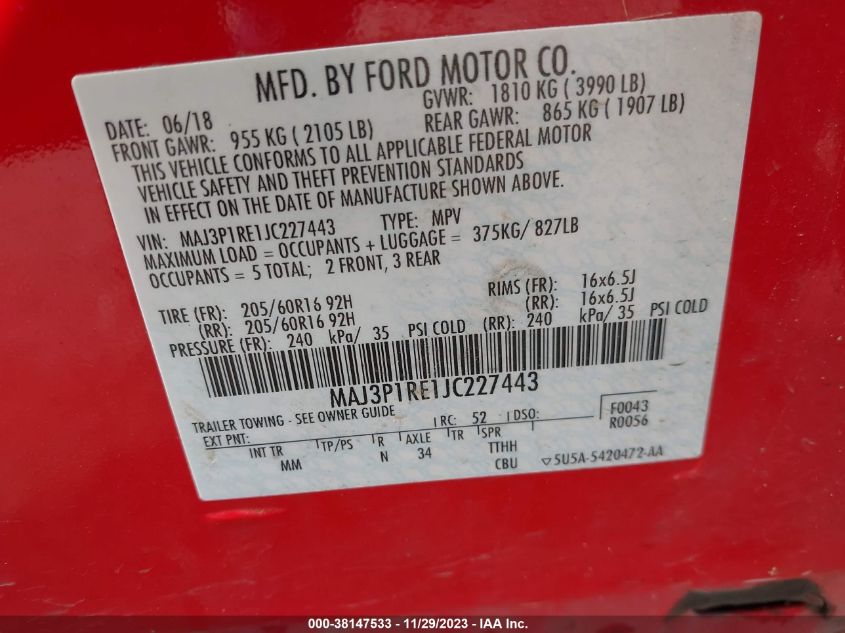 MFD. BY FORD MOTOR CO.
DATE: 06/18 GVWR: 1810 KG ( 3990 LB)
FRONT GAWR: 955 KG ( 2105 LB) REAR GAWR: 865 KG ( 1907 LB)
THIS VEHICLE CONFORMS TO ALL APPLICABLE FEDERAL MOTOR
VEHICLE SAFETY AND THEFT PREVENTION STANDARDS
IN EFFECT ON THE DATE OF MANUFACTURE SHOWN ABOVE.
VIN: MAJ3P1RE1JC227443 TYPE: MPV
MAXIMUM LOAD = OCCUPANTS + LUGGAGE = 375KG/ 827LB
OCCUPANTS = 5 TOTAL; 2 FRONT, 3 REAR
TIRE (FR): 205/60R16 92H RIMS (FR): 16x6.5J
(RR): 205/60R16 92H (RR): 16x6.5J
PRESSURE (FR): 240 kPa/ 35 PSI COLD (RR): 240 kPa/ 35 PSI COLD
MAJ3P1RE1JC227443
TRAILER TOWING - SEE OWNER GUIDE
EXT PNT: RC: 52 DSO: F0043
R0056
INT TR TP/PS R AXLE TR SPR
MM N 34 TTHH
CBU ▽5U5A-5420472-AA
000-38147533 - 11/29/2023 - IAA Inc.